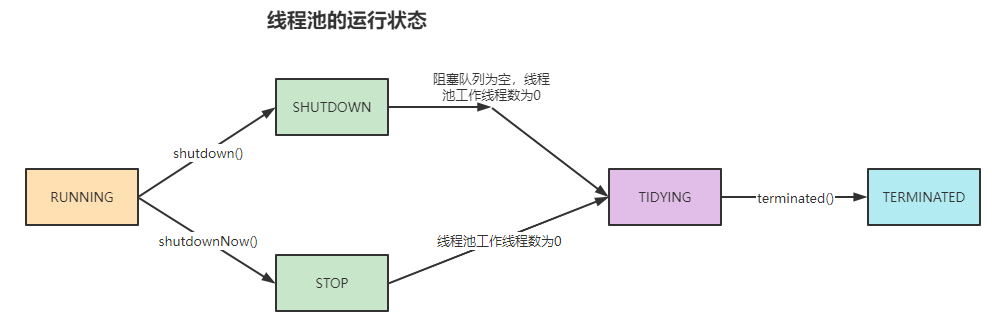 线程池的运行状态
阻塞队列为空，线程
池工作线程数为0
SHUTDOWN
shutdown()
RUNNING
TIDYING
terminated()
TERMINATED
shutdownNow()
线程池工作线程数为0
STOP